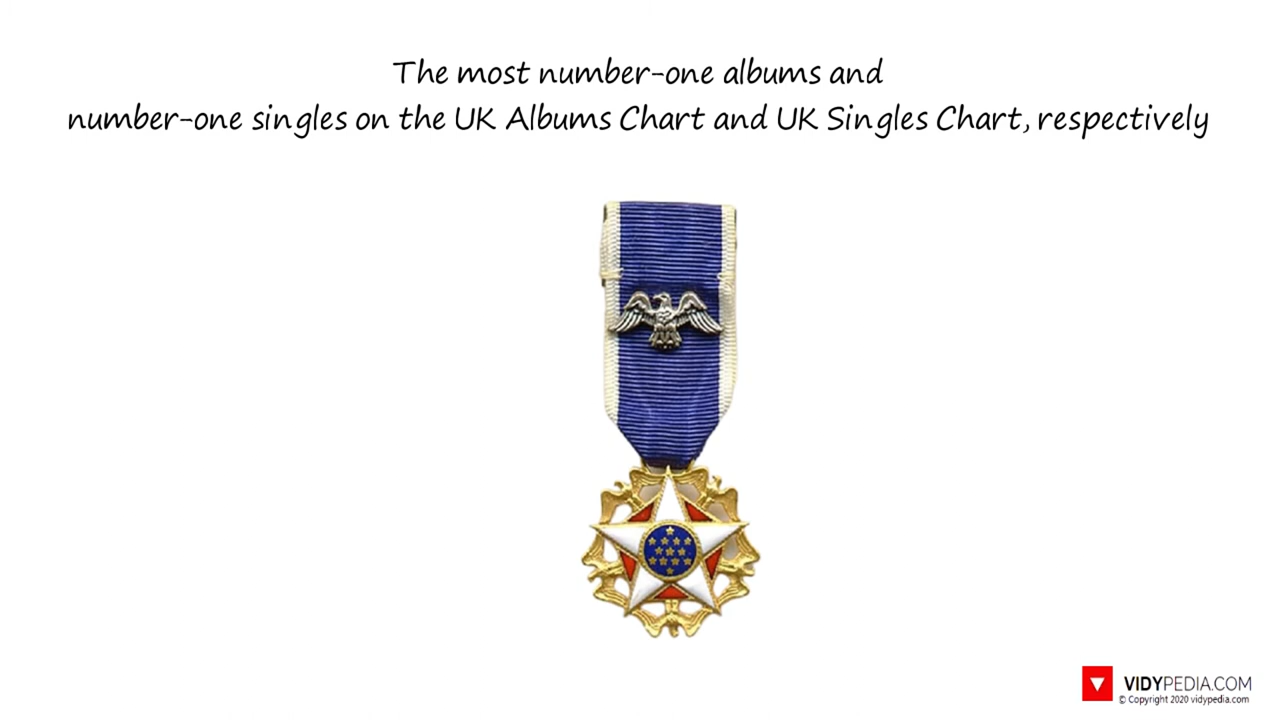 The most number-one albums and
number-one singles on the UK Albums Chart and UK Singles Chart, respectively
VIDYPEDIA.COM
© Copyright 2020 vidypedia.com